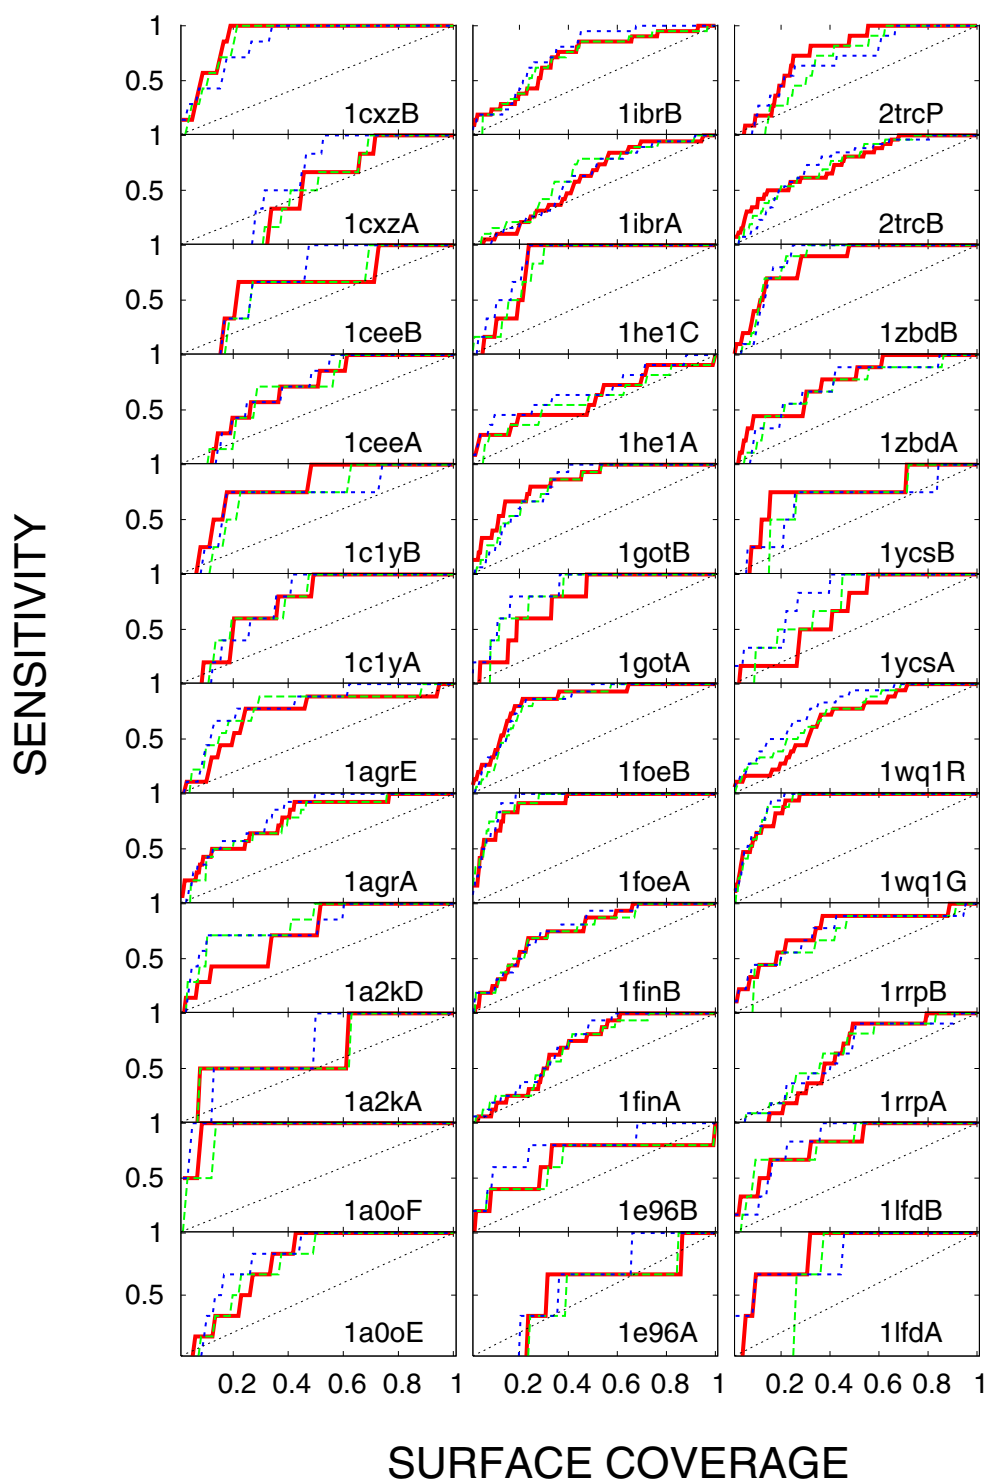 1cxzB 1ibrB 2trcP
0.5
1
1cxzA 1ibrA 2trcB
0.5
1
1ceeB 1he1C 1zbdB
0.5
1
1ceeA 1he1A 1zbdA
0.5
1
1c1yB 1gotB 1ycsB
0.5
1
1c1yA 1gotA 1ycsA
0.5
1
1agrE 1foeB 1wq1R
0.5
1
1agrA 1foeA 1wq1G
0.5
1
1a2kD 1finB 1rrpB
0.5
1
1a2kA 1finA 1rrpA
0.5
1
1a0oF 1e96B 1lfdB
0.5
1
1a0oE 1e96A 1lfdA
0.5
0.2 0.4 0.6 0.8 1 0.2 0.4 0.6 0.8 1 0.2 0.4 0.6 0.8 1
SENSITIVITY
SURFACE COVERAGE